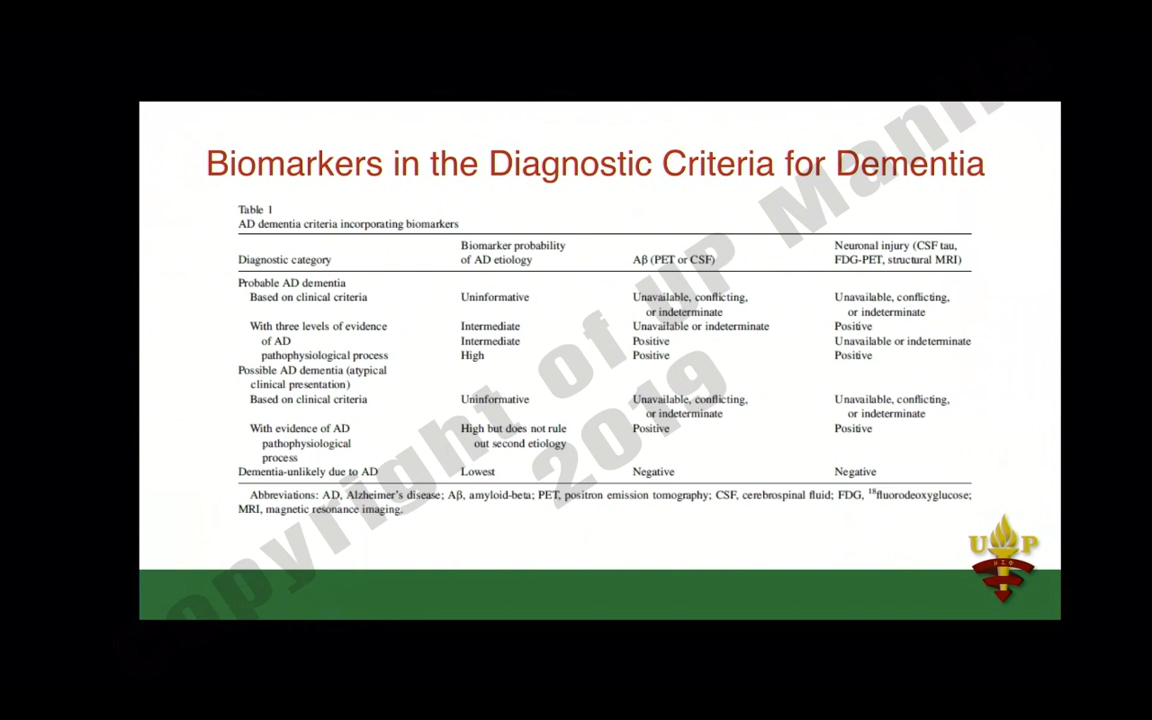 Biomarkers in the Diagnostic Criteria for Dementia
Table 1
AD dementia criteria incorporating biomarkers
Diagnostic category Biomarker probability of AD etiology Aβ (PET or CSF) Neuronal injury (CSF tau, FDG-PET, structural MRI)
Probable AD dementia
Based on clinical criteria Uninformative Unavailable, conflicting, or indeterminate Unavailable, conflicting, or indeterminate
With three levels of evidence Intermediate Unavailable or indeterminate Positive
of AD Intermediate Positive Unavailable or indeterminate
pathophysiological process High Positive Positive
Possible AD dementia (atypical
clinical presentation)
Based on clinical criteria Uninformative Unavailable, conflicting, or indeterminate Unavailable, conflicting, or indeterminate
With evidence of AD High but does not rule Positive Positive
pathophysiological out second etiology
process
Dementia-unlikely due to AD Lowest Negative Negative
Abbreviations: AD, Alzheimer's disease; Aβ, amyloid-beta; PET, positron emission tomography; CSF, cerebrospinal fluid; FDG, ¹⁸fluorodeoxyglucose;
MRI, magnetic resonance imaging.
Copyright of UP Manila
2019
U P